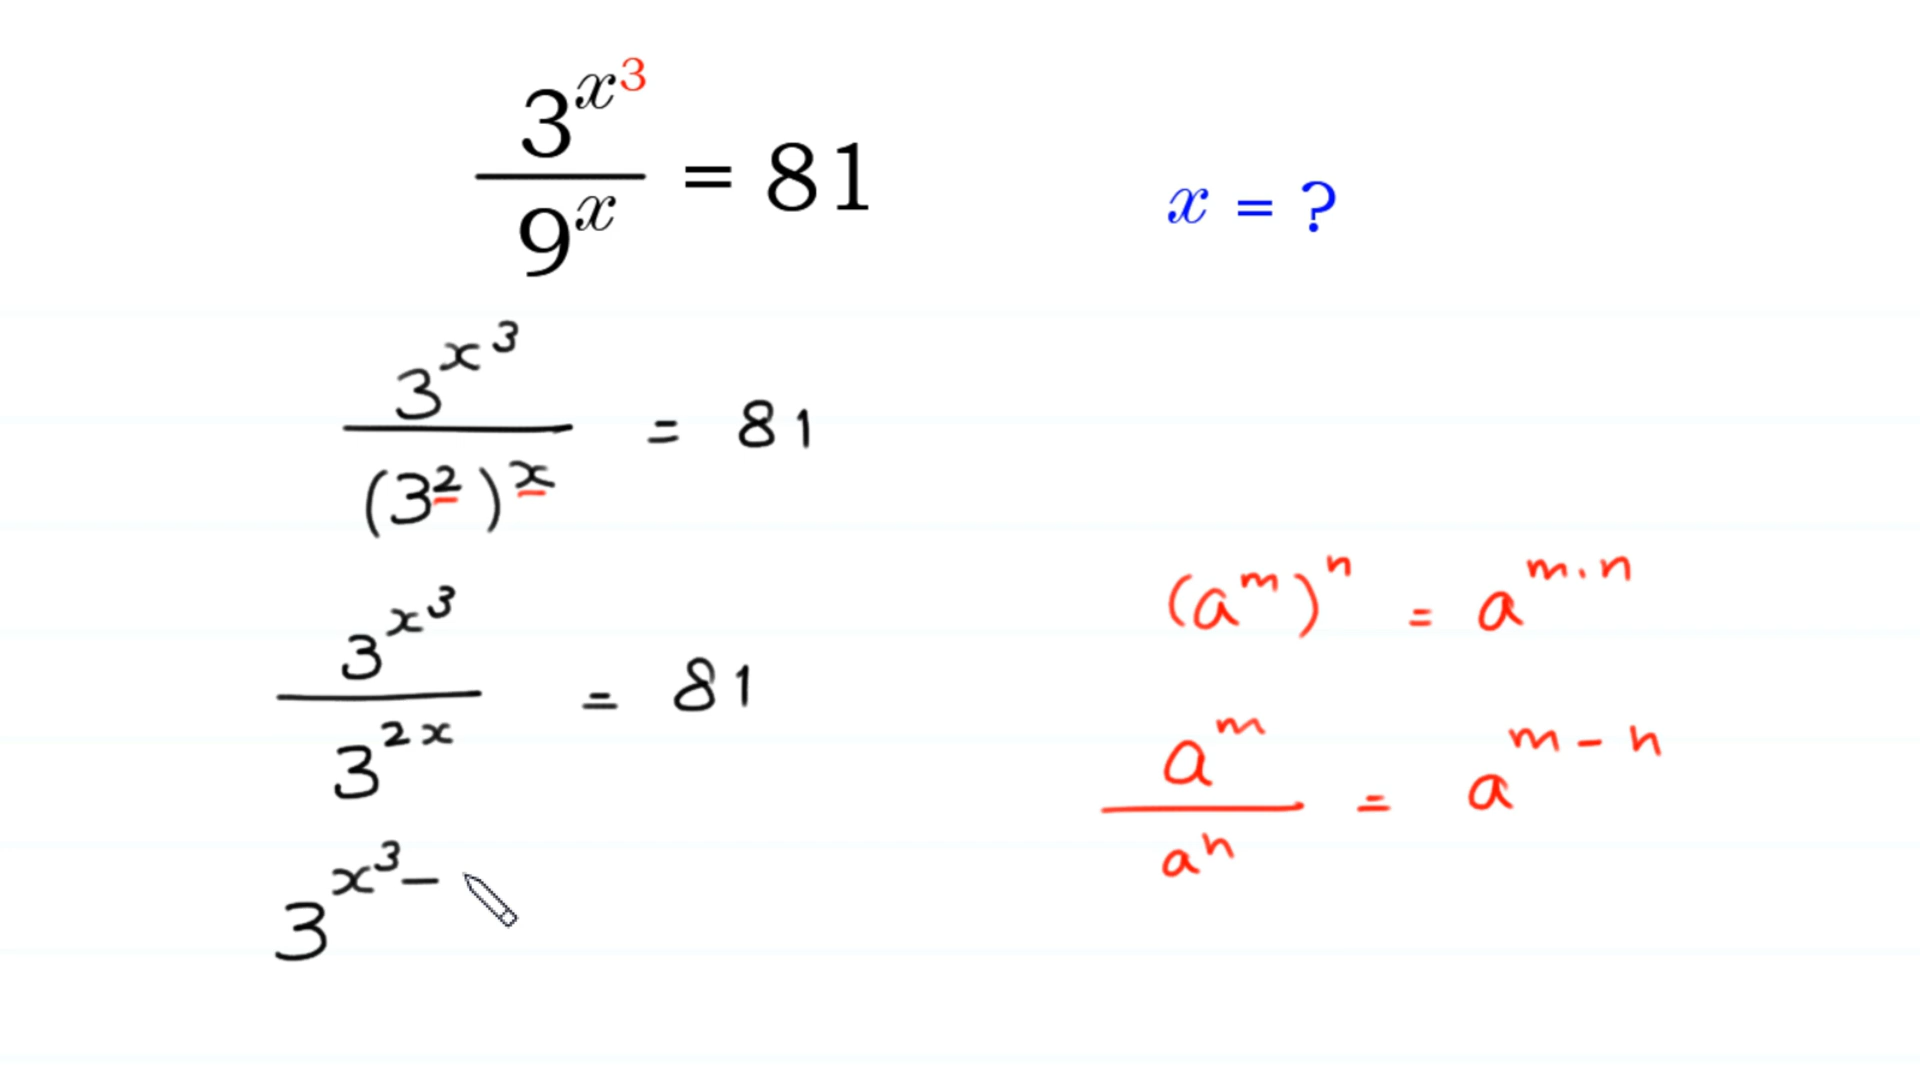 3^{x^3} / 9^x = 81
x = ?
3^{x^3} / (3^2)^x = 81
3^{x^3} / 3^{2x} = 81
(a^m)^n = a^{m·n}
a^m / a^n = a^{m-n}
3^{x^3 -}